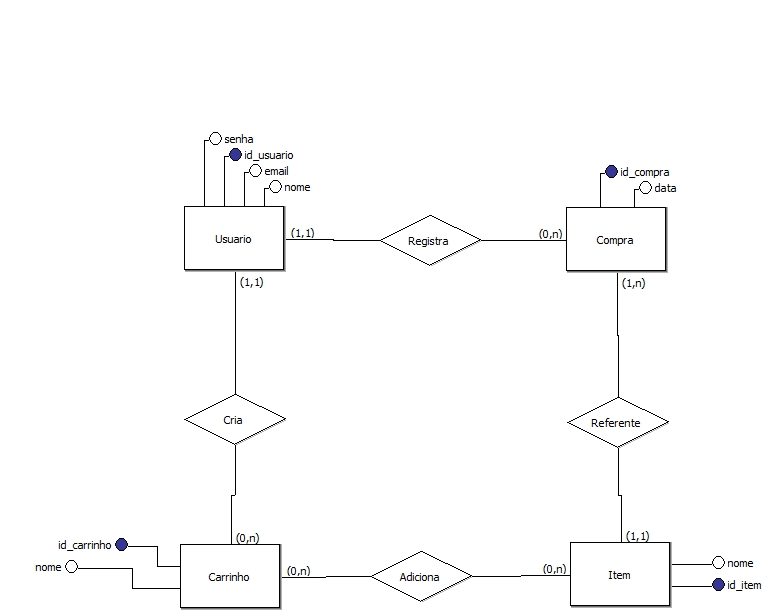 senha
id_usuario
email
nome
id_compra
data
Usuario
(1,1)
Registra
(0,n)
Compra
(1,1)
(1,n)
Cria
Referente
(0,n)
(1,1)
id_carrinho
nome
Carrinho
(0,n)
Adiciona
(0,n)
Item
nome
id_item